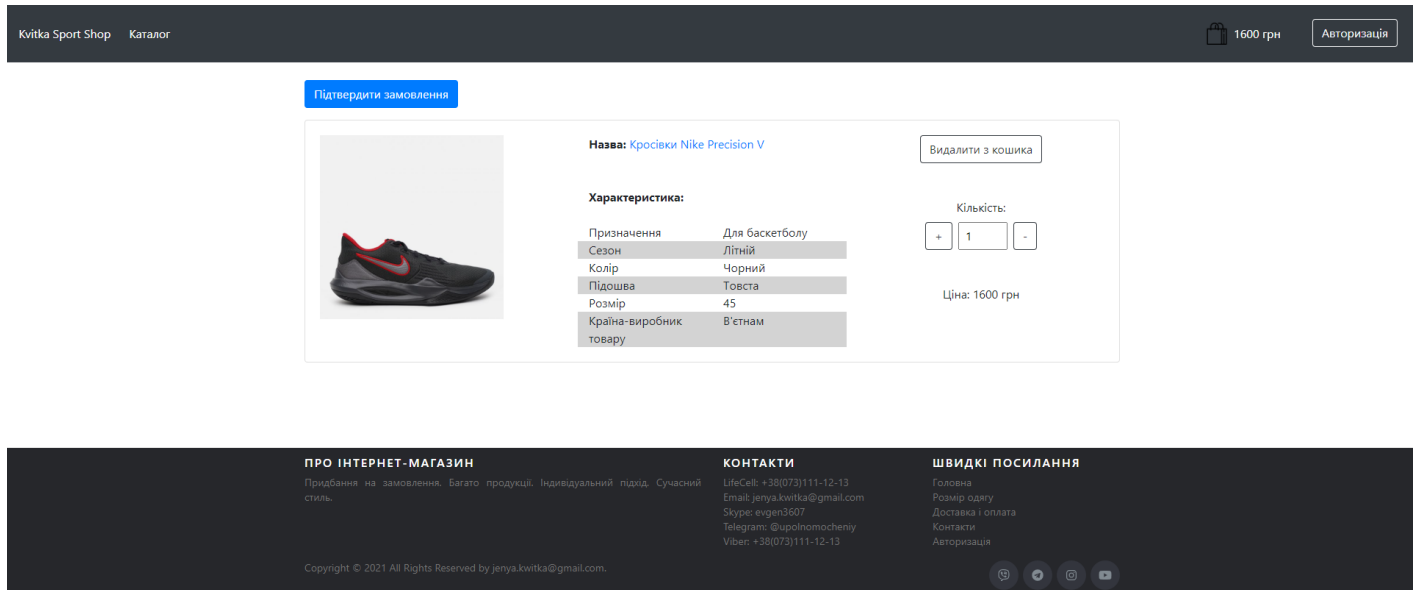 Kvitka Sport Shop Каталог 1600 грн Авторизація
Підтвердити замовлення
Назва: Кросівки Nike Precision V
Видалити з кошика
Характеристика:
Призначення Для баскетболу
Сезон Літній
Колір Чорний
Підошва Товста
Розмір 45
Країна-виробник В'єтнам
товару
Кількість:
+ 1 -
Ціна: 1600 грн
ПРО ІНТЕРНЕТ-МАГАЗИН
Придбання на замовлення. Багато продукції. Індивідуальний підхід. Сучасний
стиль.
КОНТАКТИ
LifeCell: +38(073)111-12-13
Email: jenya.kwitka@gmail.com
Skype: evgen3607
Telegram: @upolnomocheniy
Viber: +38(073)111-12-13
ШВИДКІ ПОСИЛАННЯ
Головна
Розмір одягу
Доставка і оплата
Контакти
Авторизація
Copyright © 2021 All Rights Reserved by jenya.kwitka@gmail.com.